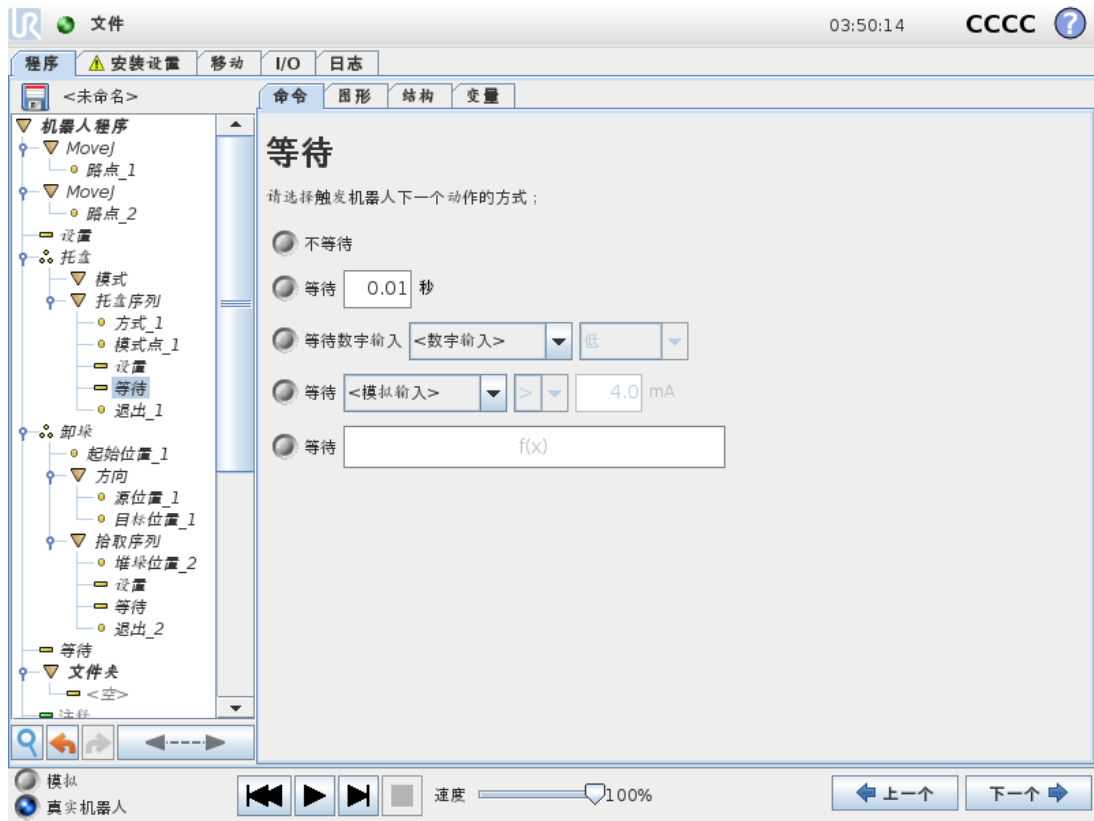 UR 文件 03:50:14 CCCC ?
程序 安装设置 移动 I/O 日志
<未命名> 命令 图形 结构 变量
机器人程序
MoveJ
路点_1
MoveJ
路点_2
设置
托盘
模式
托盘序列
方式_1
模式点_1
设置
等待
退出_1
卸垛
起始位置_1
方向
源位置_1
目标位置_1
拾取序列
堆垛位置_2
设置
等待
退出_2
等待
文件夹
<空>
注释
等待
请选择触发机器人下一个动作的方式；
不等待
等待 0.01 秒
等待数字输入 <数字输入> 低
等待 <模拟输入> > 4.0 mA
等待 f(x)
模拟
真实机器人
速度 100%
上一个 下一个